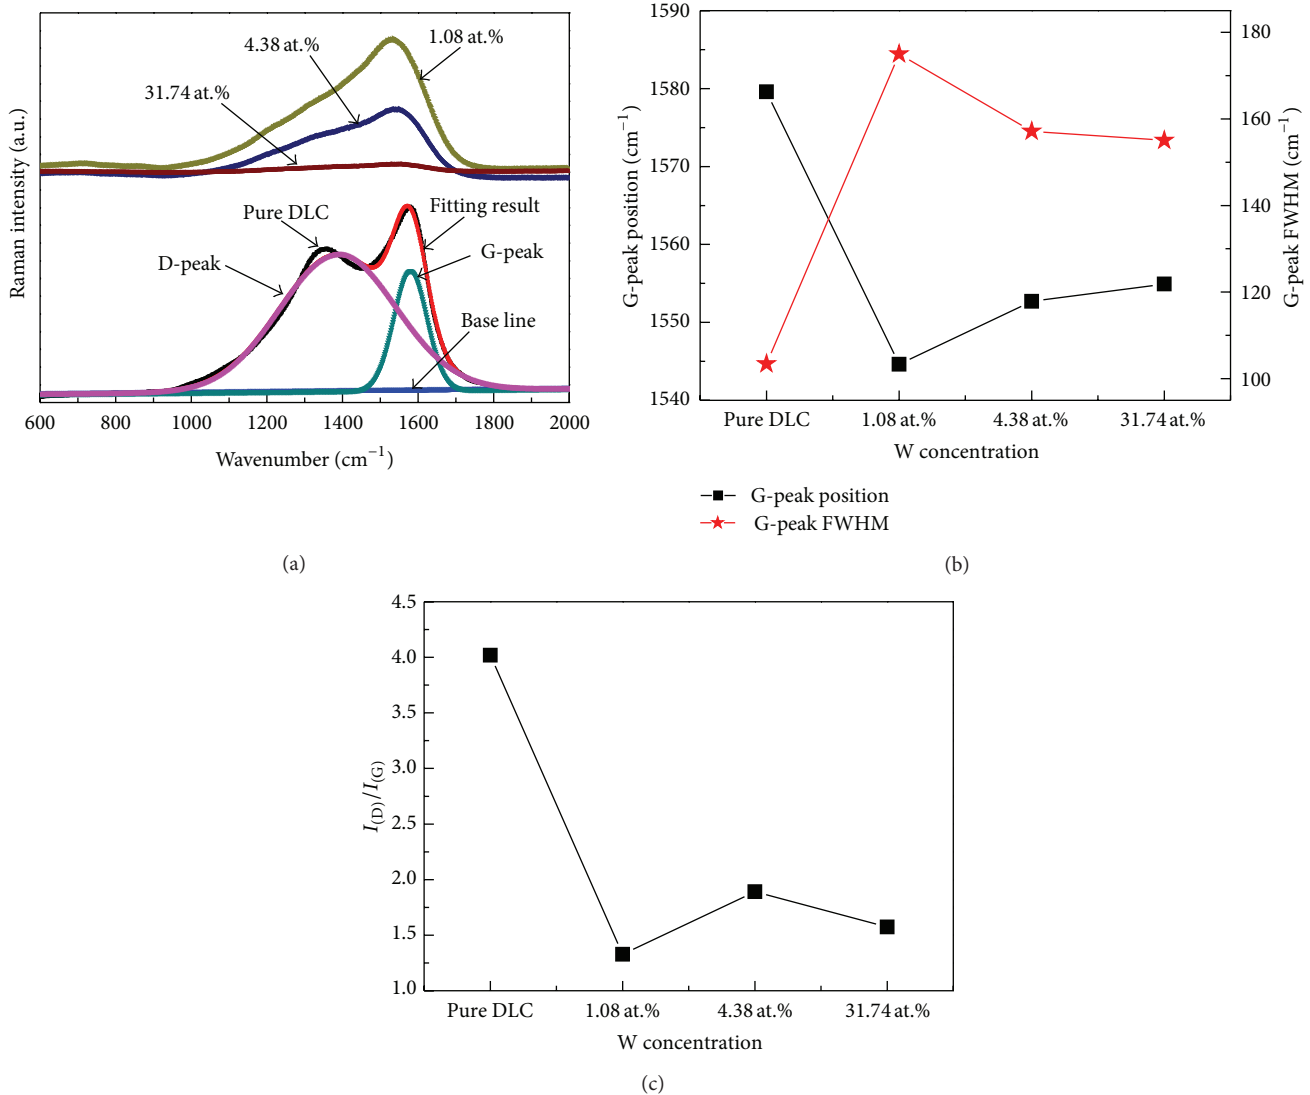 Raman intensity (a.u.)
4.38 at.%
1.08 at.%
31.74 at.%
Pure DLC
Fitting result
D-peak
G-peak
Base line
600 800 1000 1200 1400 1600 1800 2000
Wavenumber (cm−1)
(a)
G-peak position (cm−1)
1590
1580
1570
1560
1550
1540
180
160
140
120
100
G-peak FWHM (cm−1)
Pure DLC 1.08 at.% 4.38 at.% 31.74 at.%
W concentration
G-peak position
G-peak FWHM
(b)
I(D)/I(G)
4.5
4.0
3.5
3.0
2.5
2.0
1.5
1.0
Pure DLC 1.08 at.% 4.38 at.% 31.74 at.%
W concentration
(c)